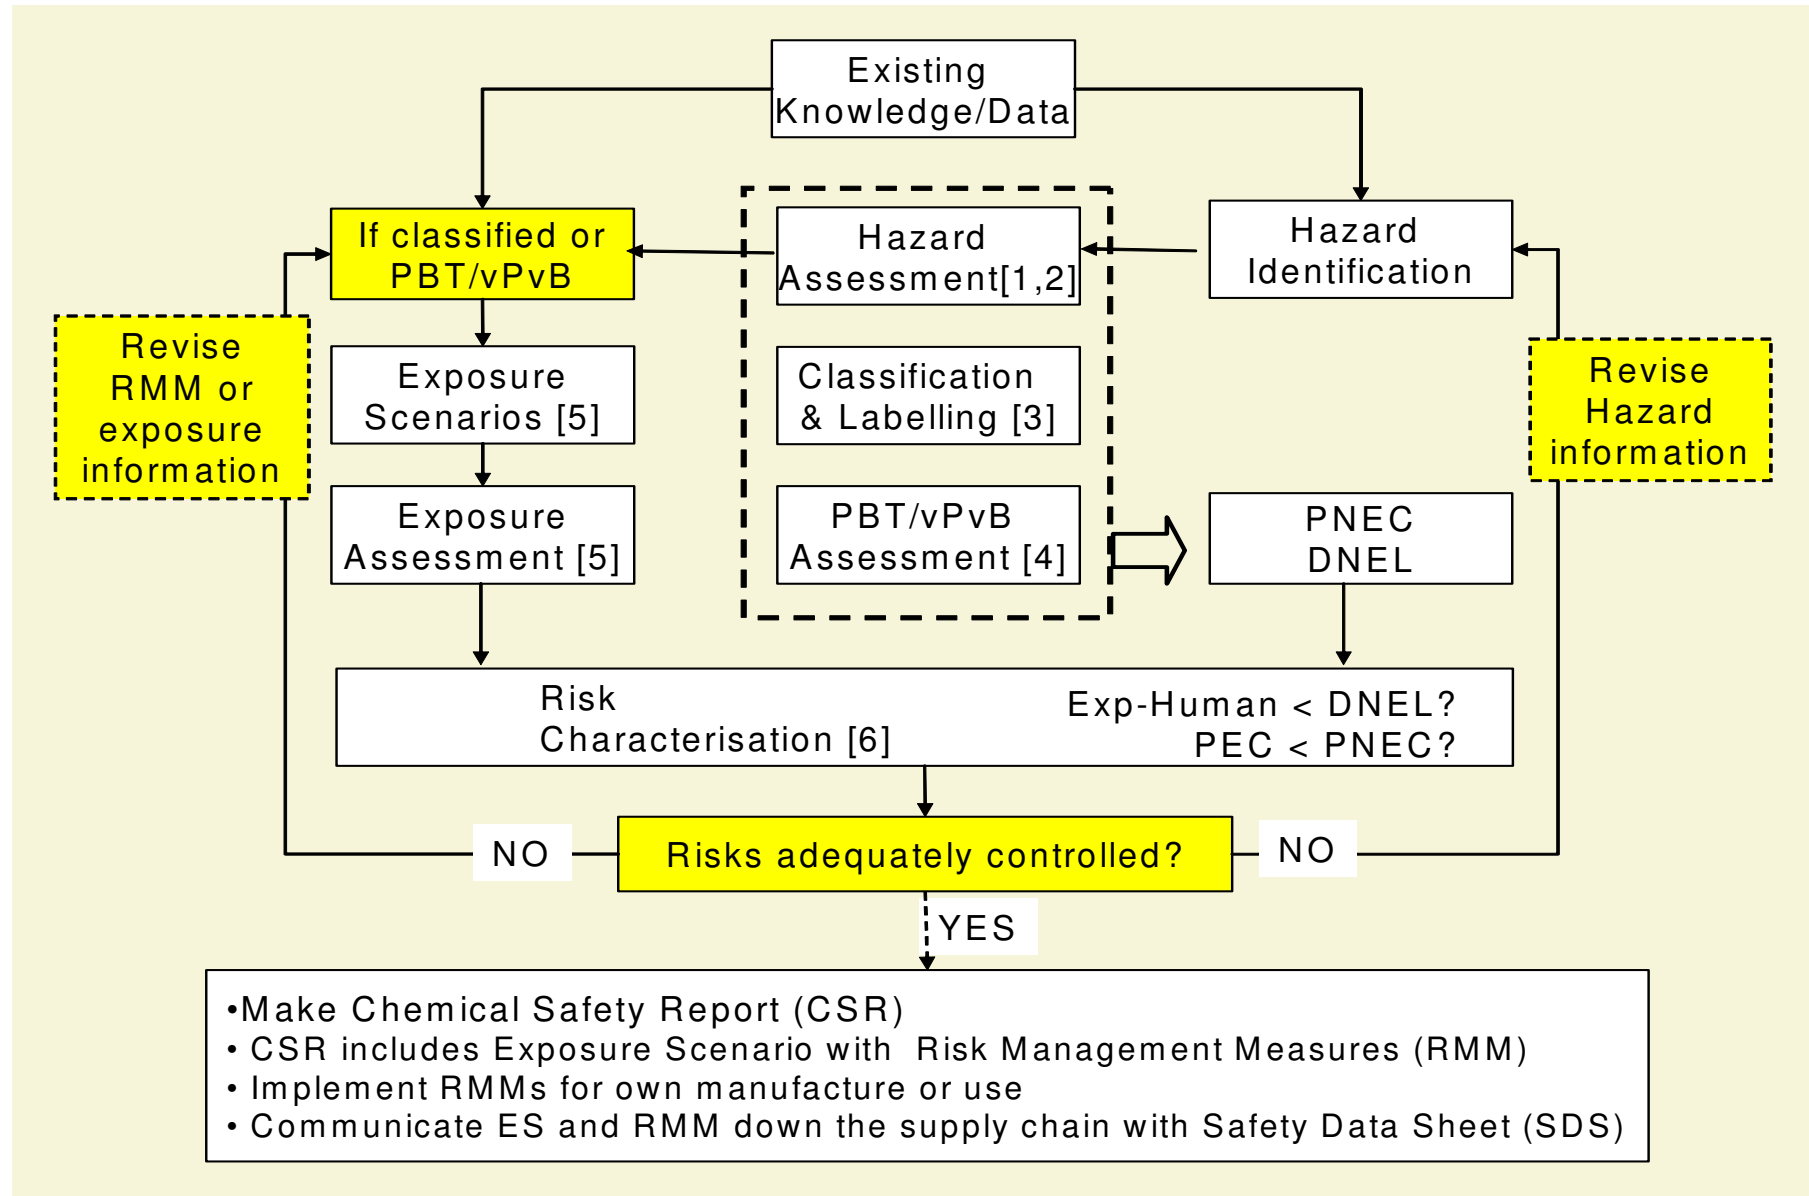 Existing
Knowledge/Data
If classified or
PBT/vPvB
Hazard
Assessment[1,2]
Hazard
Identification
Revise
RMM or
exposure
information
Exposure
Scenarios [5]
Classification
& Labelling [3]
Revise
Hazard
information
Exposure
Assessment [5]
PBT/vPvB
Assessment [4]
PNEC
DNEL
Risk
Characterisation [6]
Exp-Human < DNEL?
PEC < PNEC?
NO
Risks adequately controlled?
NO
YES
•Make Chemical Safety Report (CSR)
• CSR includes Exposure Scenario with Risk Management Measures (RMM)
• Implement RMMs for own manufacture or use
• Communicate ES and RMM down the supply chain with Safety Data Sheet (SDS)